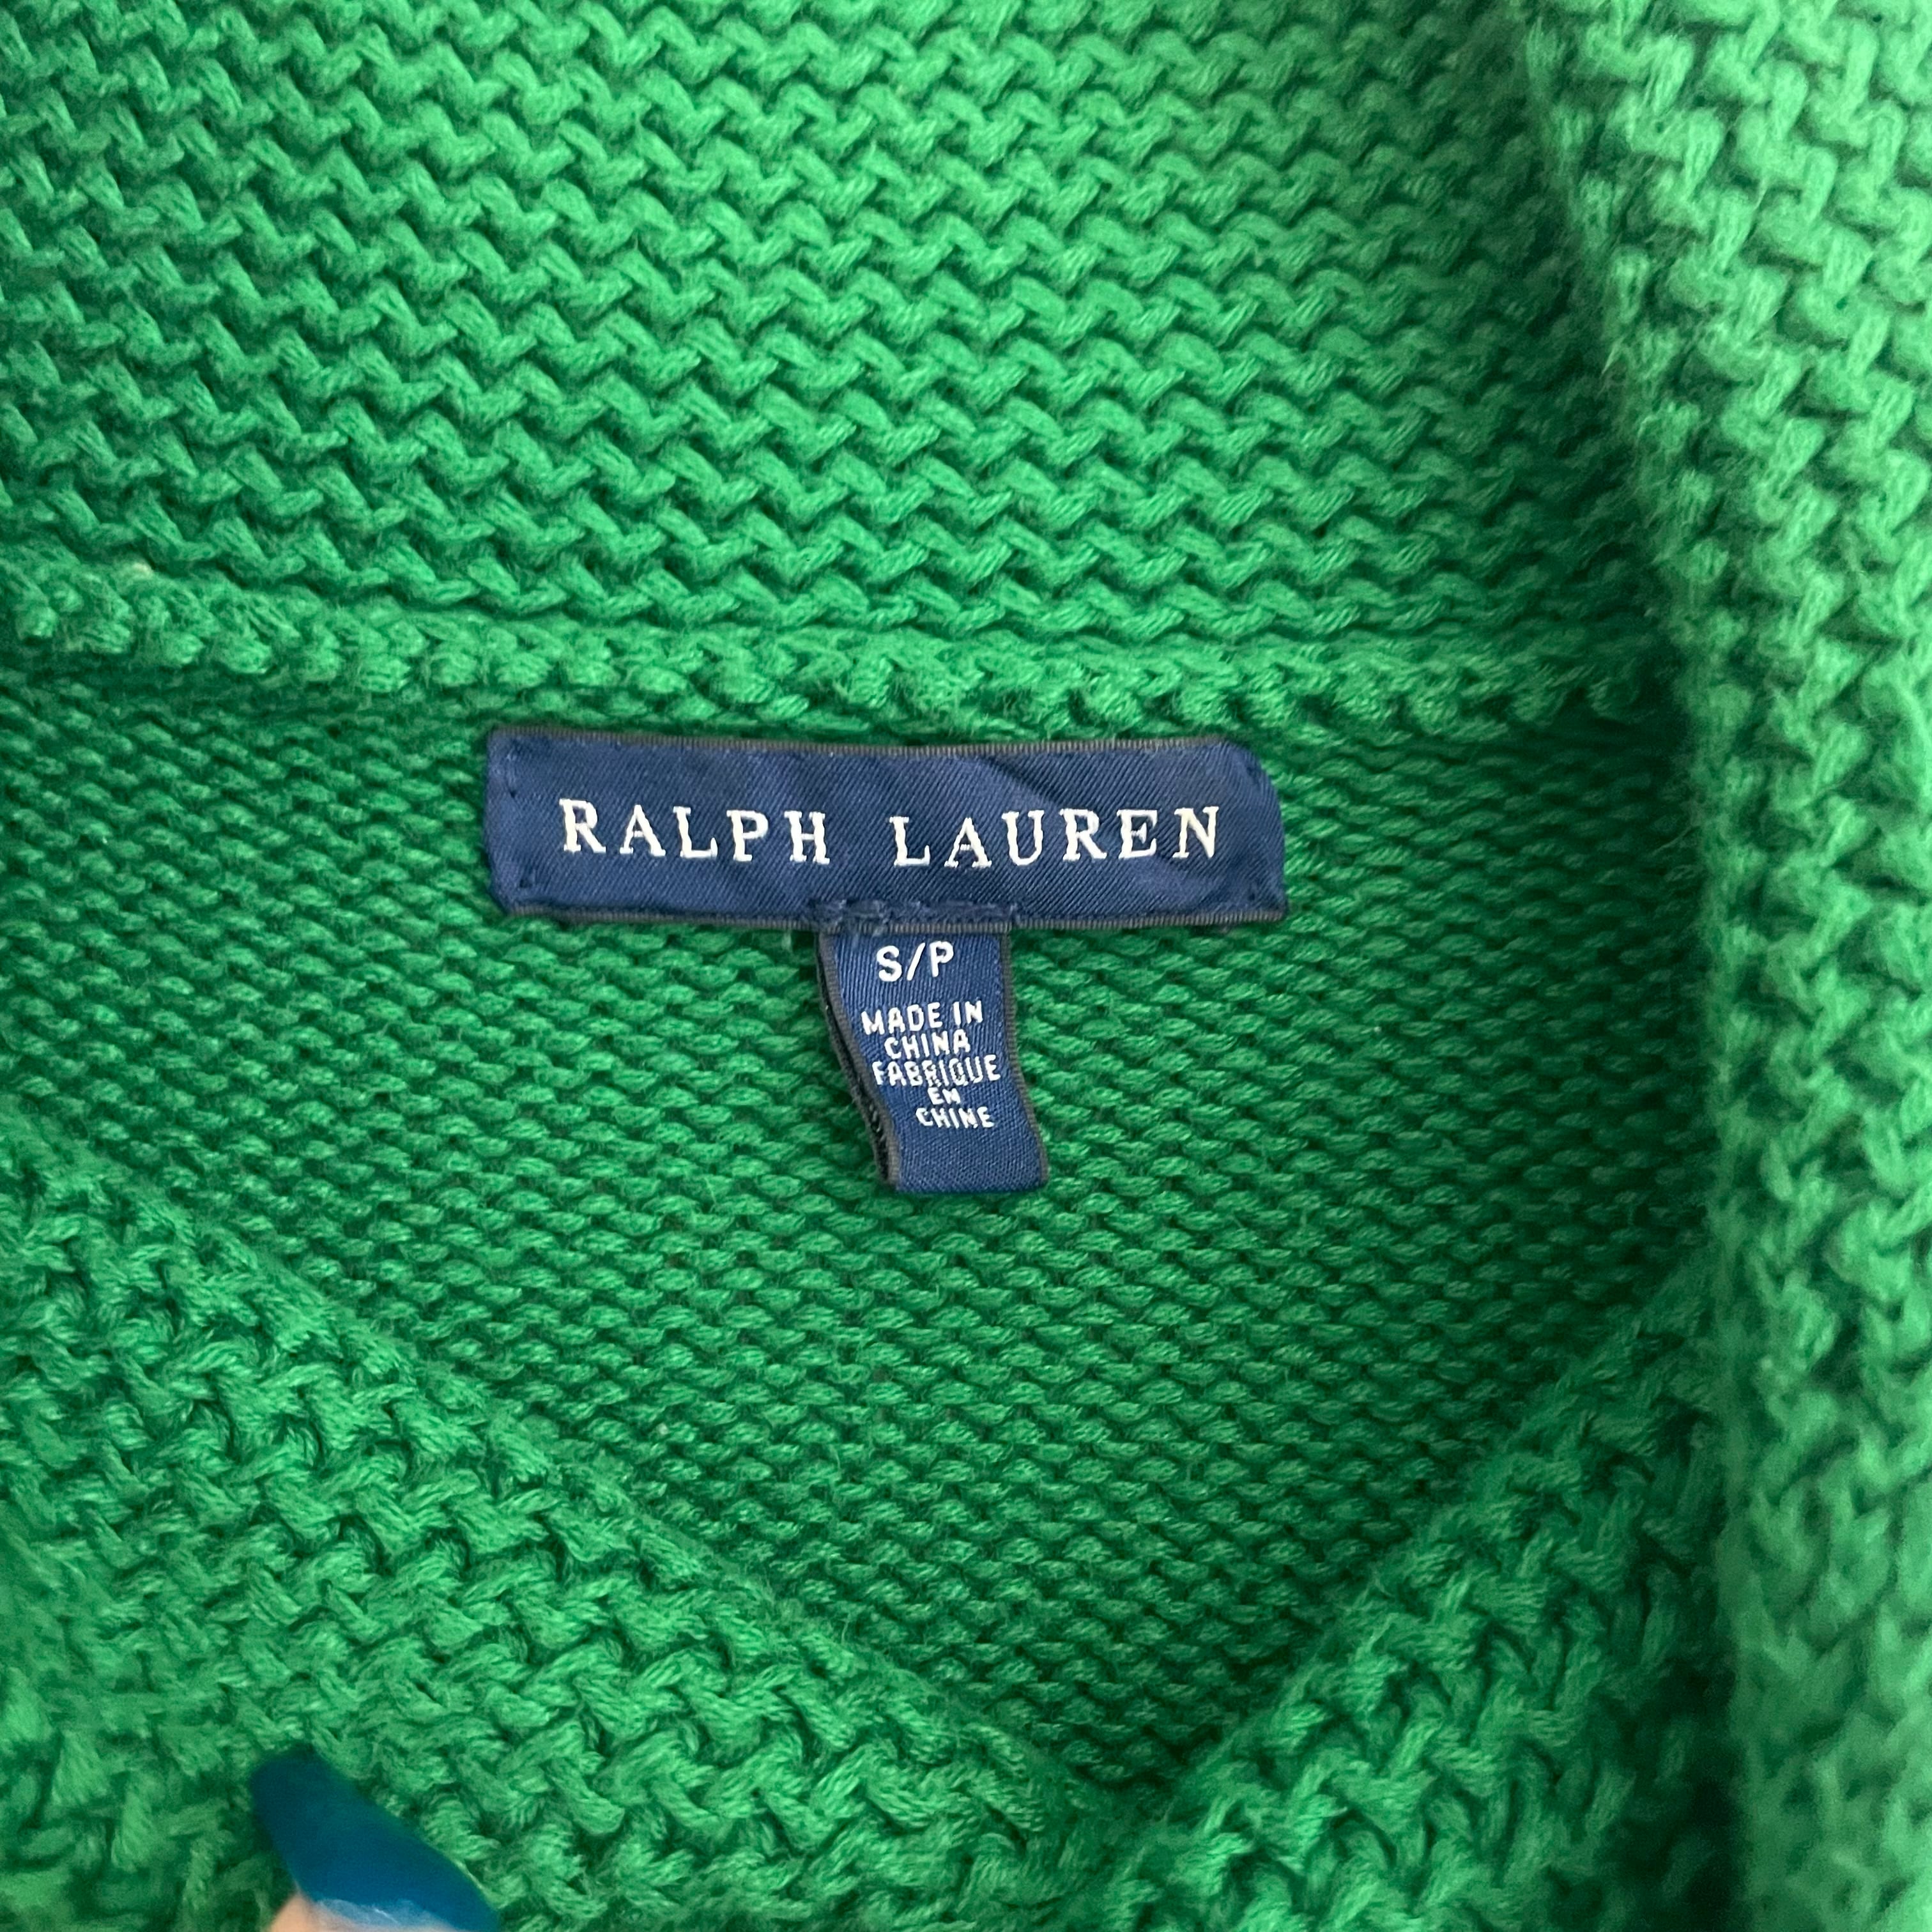 RALPH LAUREN
S/P
MADE IN
CHINA
FABRIQUE
EN
CHINE